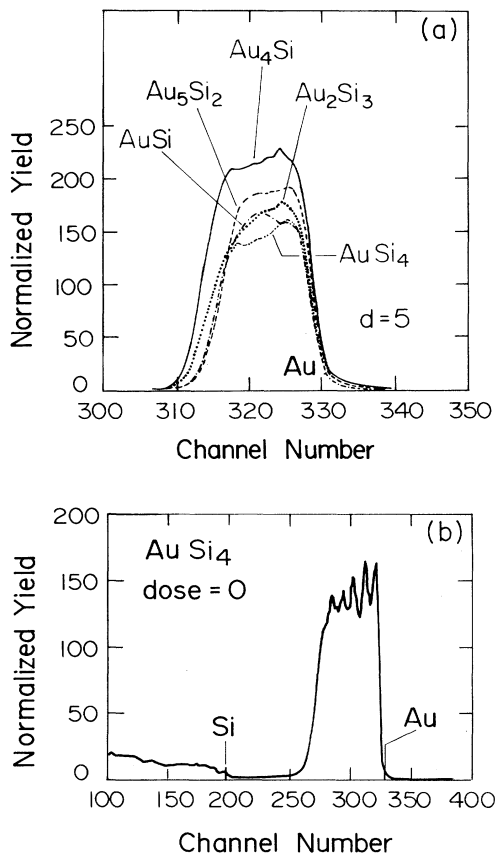 (a)
Au4Si
Au5Si2
Au2Si3
AuSi
AuSi4
d=5
Au
Normalized Yield
250
200
150
100
50
0
300 310 320 330 340 350
Channel Number
(b)
Au Si4
dose = 0
Si
Au
Normalized Yield
200
150
100
50
0
100 150 200 250 300 350 400
Channel Number